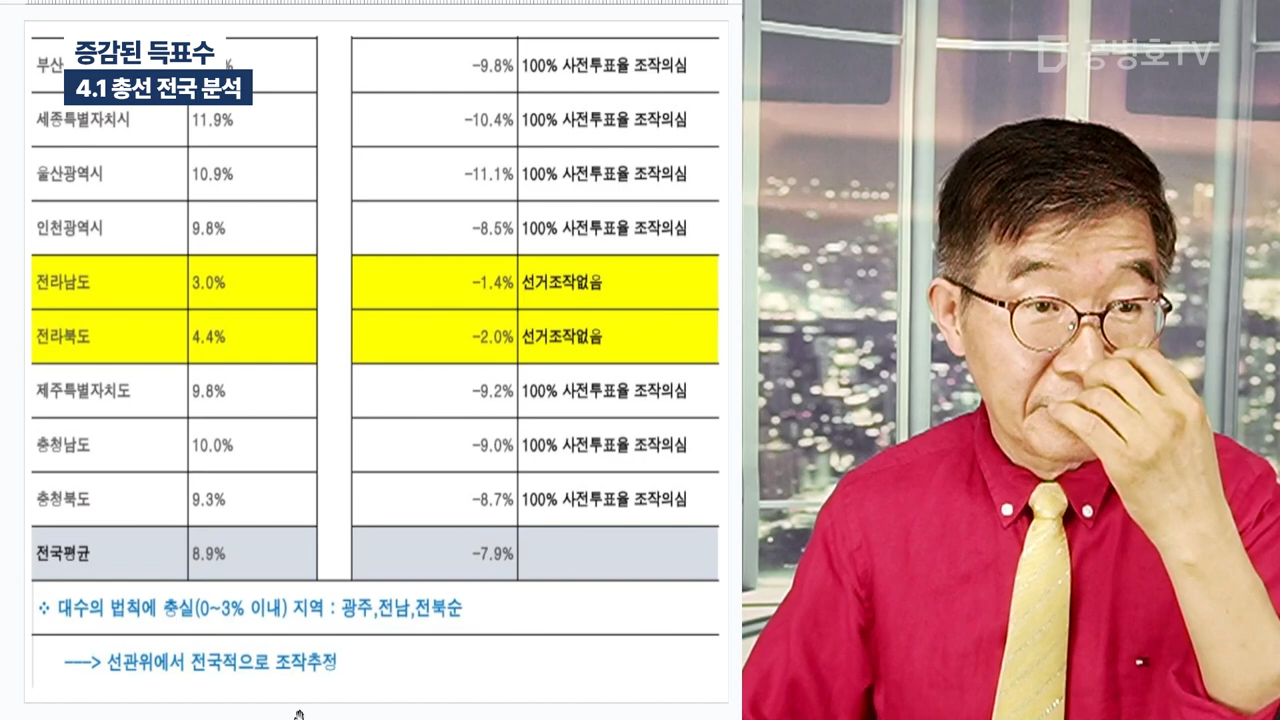 증감된 득표수
4.1 총선 전국 분석
공병호TV
부산 % -9.8% 100% 사전투표율 조작의심
세종특별자치시 11.9% -10.4% 100% 사전투표율 조작의심
울산광역시 10.9% -11.1% 100% 사전투표율 조작의심
인천광역시 9.8% -8.5% 100% 사전투표율 조작의심
전라남도 3.0% -1.4% 선거조작없음
전라북도 4.4% -2.0% 선거조작없음
제주특별자치도 9.8% -9.2% 100% 사전투표율 조작의심
충청남도 10.0% -9.0% 100% 사전투표율 조작의심
충청북도 9.3% -8.7% 100% 사전투표율 조작의심
전국평균 8.9% -7.9%
❖ 대수의 법칙에 충실(0~3% 이내) 지역 : 광주,전남,전북순
---> 선관위에서 전국적으로 조작추정